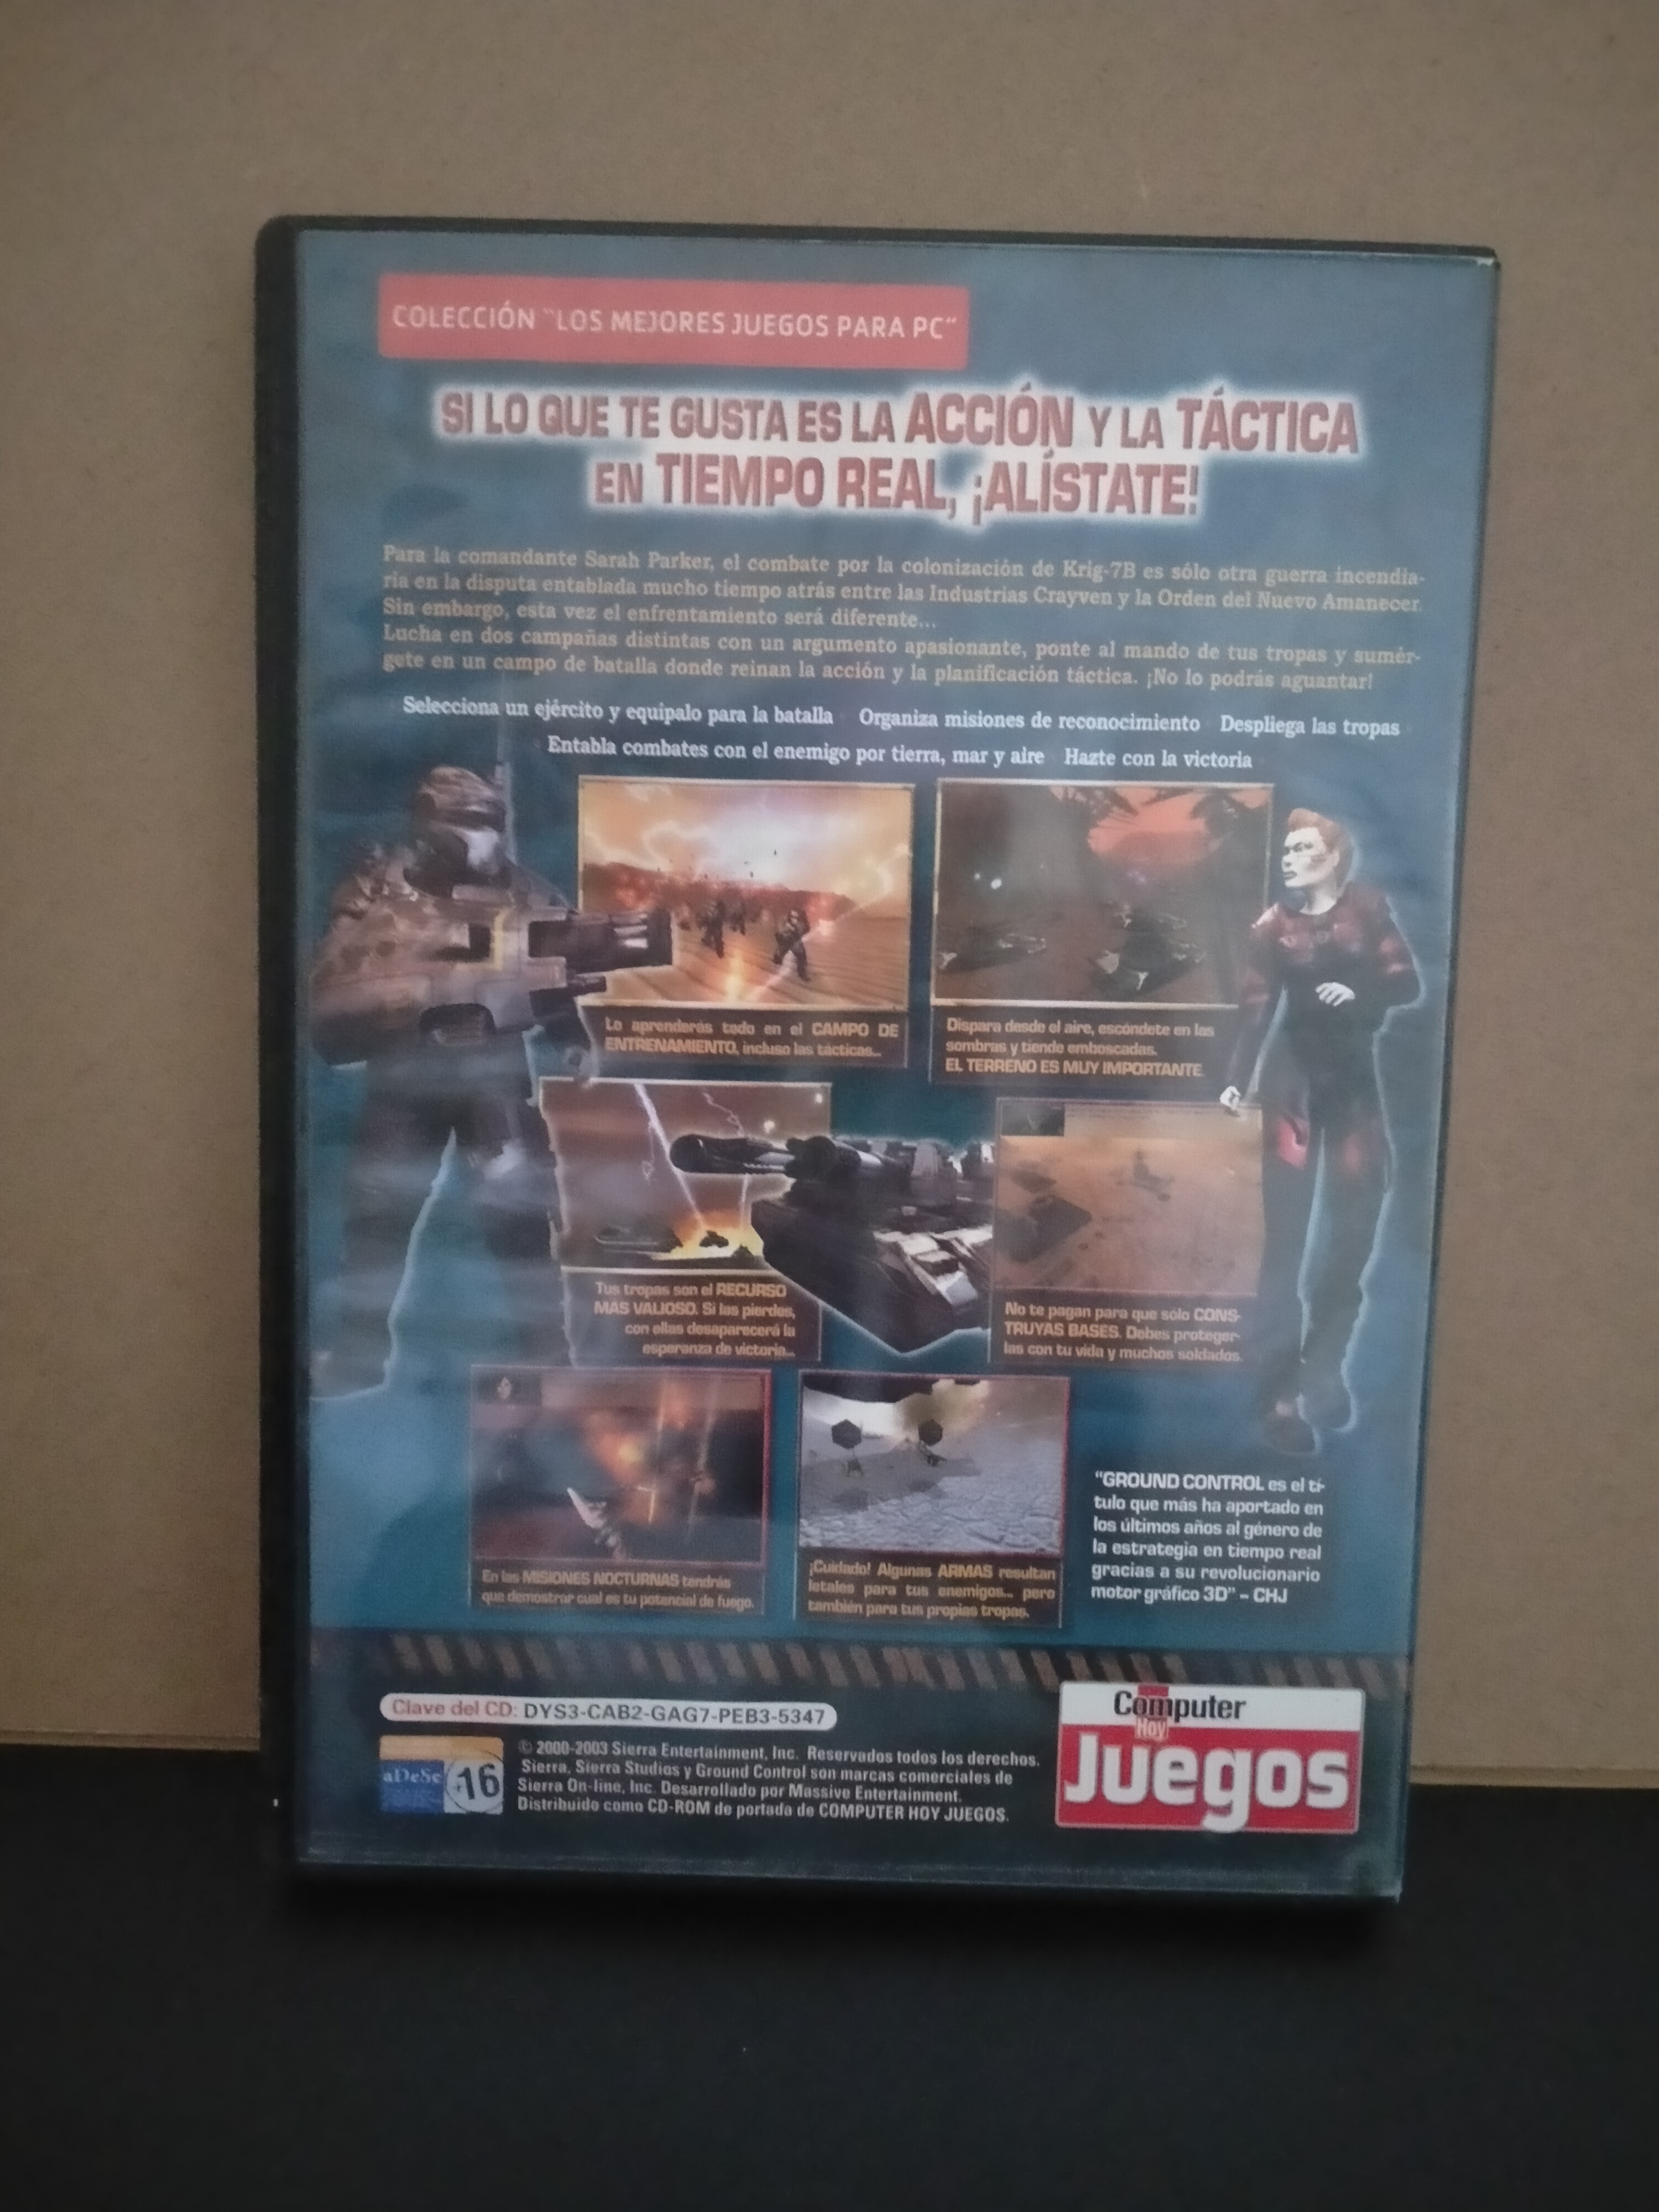 COLECCIÓN "LOS MEJORES JUEGOS PARA PC"
SI LO QUE TE GUSTA ES LA ACCIÓN Y LA TÁCTICA
EN TIEMPO REAL, ¡ALÍSTATE!
Para la comandante Sarah Parker, el combate por la colonización de Krig-7B es sólo otra guerra incendia-
ria en la disputa entablada mucho tiempo atrás entre las Industrias Crayven y la Orden del Nuevo Amanecer.
Sin embargo, esta vez el enfrentamiento será diferente...
Lucha en dos campañas distintas con un argumento apasionante, ponte al mando de tus tropas y sumér-
gete en un campo de batalla donde reinan la acción y la planificación táctica. ¡No lo podrás aguantar!
Selecciona un ejército y equípalo para la batalla Organiza misiones de reconocimiento Despliega las tropas
Entabla combates con el enemigo por tierra, mar y aire Hazte con la victoria
Lo aprenderás todo en el CAMPO DE
ENTRENAMIENTO, incluso las tácticas...
Dispara desde el aire, escóndete en las
sombras y tiende emboscadas.
EL TERRENO ES MUY IMPORTANTE.
Tus tropas son el RECURSO
MÁS VALIOSO. Si las pierdes,
con ellas desaparecerá la
esperanza de victoria...
No te pagan para que sólo CONS-
TRUYAS BASES. Debes proteger-
las con tu vida y muchos soldados.
En las MISIONES NOCTURNAS tendrás
que demostrar cual es tu potencial de fuego.
¡Cuidado! Algunas ARMAS resultan
letales para tus enemigos... pero
también para tus propias tropas.
"GROUND CONTROL es el tí-
tulo que más ha aportado en
los últimos años al género de
la estrategia en tiempo real
gracias a su revolucionario
motor gráfico 3D" - CHJ
Clave del CD: DYS3-CAB2-GAG7-PEB3-5347
aDeSe +16
© 2000-2003 Sierra Entertainment, Inc. Reservados todos los derechos.
Sierra, Sierra Studios y Ground Control son marcas comerciales de
Sierra On-line, Inc. Desarrollado por Massive Entertainment.
Distribuido como CD-ROM de portada de COMPUTER HOY JUEGOS.
Computer
Hoy
Juegos